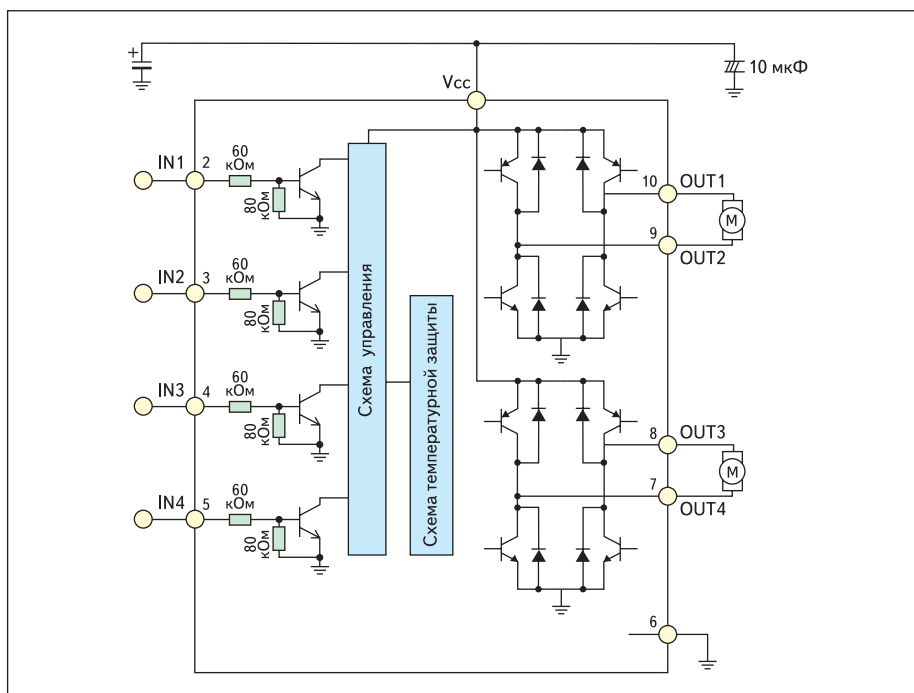 +
10 мкФ
Vcc
IN1
2
60
кОм
80
кОм
IN2
3
60
кОм
80
кОм
IN3
4
60
кОм
80
кОм
IN4
5
60
кОм
80
кОм
Схема управления
Схема температурной защиты
10
OUT1
M
9
OUT2
8
OUT3
M
7
OUT4
6